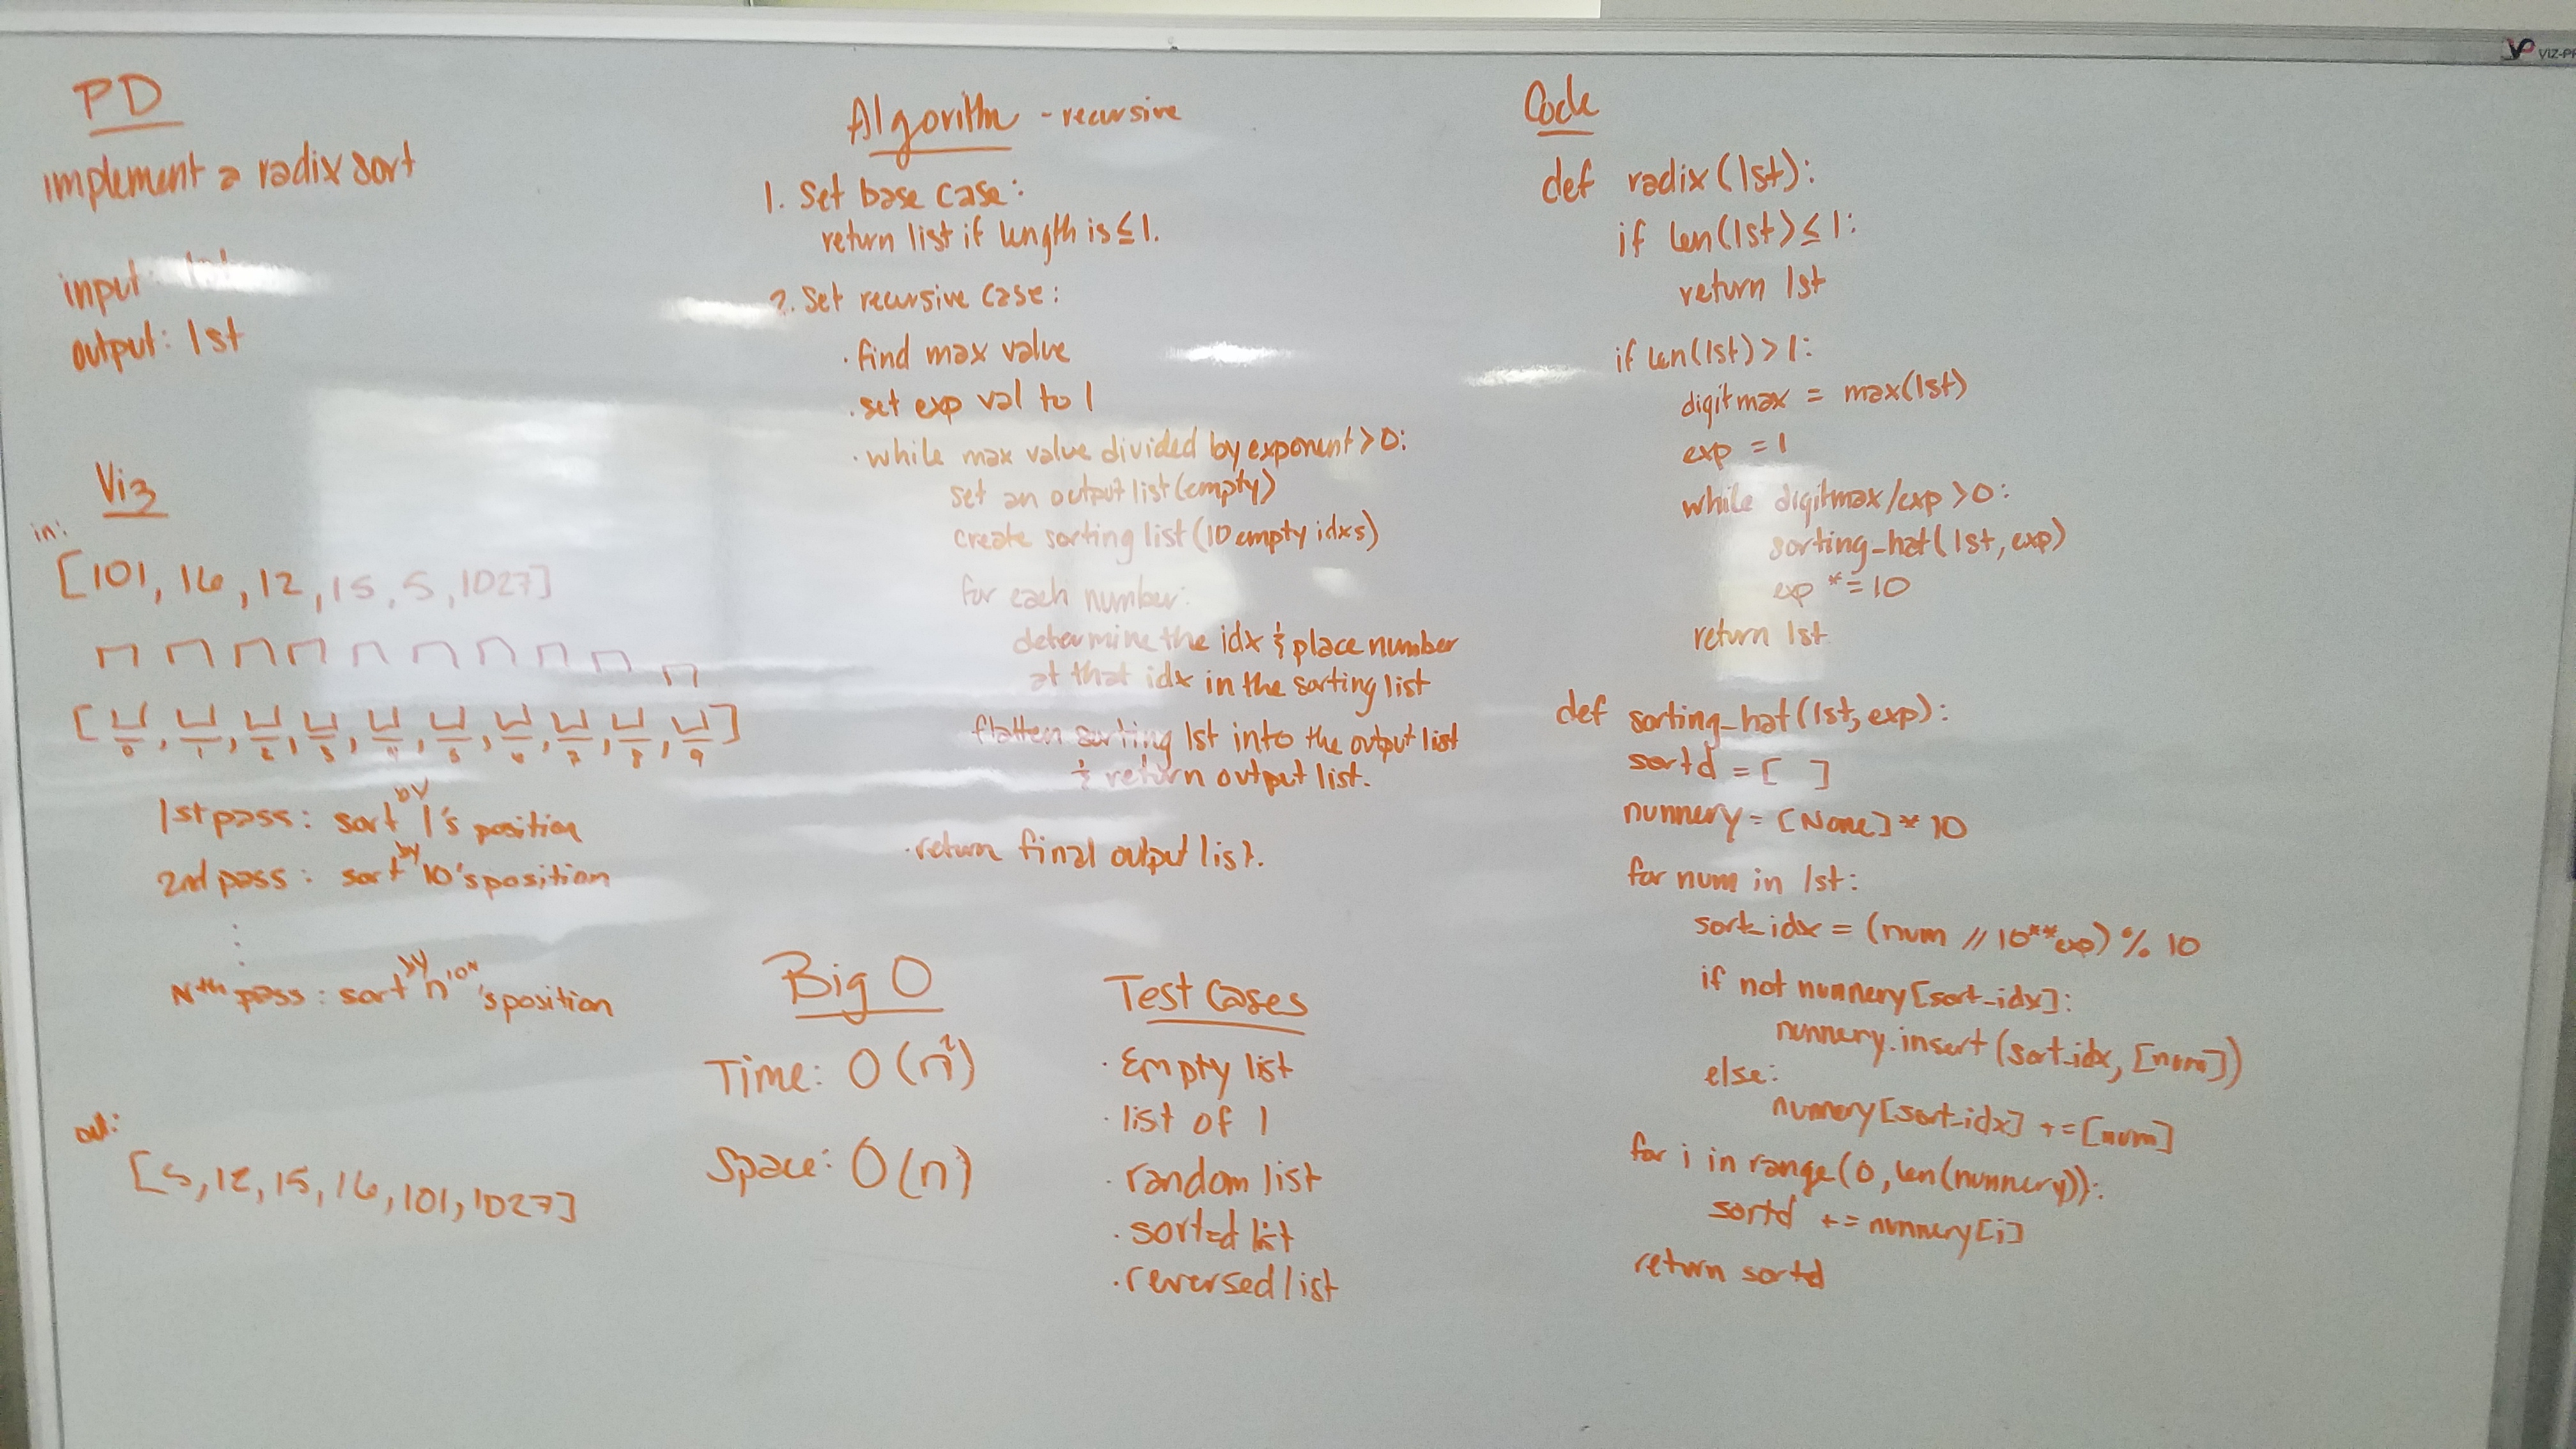 PD
implement a radix sort
input: lst
output: lst
Viz
in:
[101, 16, 12, 15, 5, 1027]
[0, 1, 2, 3, 4, 5, 6, 7, 8, 9]
1st pass: sort by 1's position
2nd pass: sort by 10's position
Nth pass: sort by n 10ᴺ's position
out:
[5, 12, 15, 16, 101, 1027]
Algorithm - recursive
1. Set base case:
return list if length is ≤ 1.
2. Set recursive case:
· find max value
· set exp val to 1
· while max value divided by exponent > 0:
set an output list (empty)
create sorting list (10 empty idxs)
for each number:
determine the idx & place number
at that idx in the sorting list
flatten sorting lst into the output list
& return output list.
· return final output list.
Big O
Time: O(n²)
Space: O(n)
Test Cases
· Empty list
· list of 1
· random list
· sorted list
· reversed list
Code
def radix(lst):
if len(lst) ≤ 1:
return lst
if len(lst) > 1:
digitmax = max(lst)
exp = 1
while digitmax/exp > 0:
sorting_hat(lst, exp)
exp *= 10
return lst
def sorting_hat(lst, exp):
sortd = [ ]
nunnery = [None] * 10
for num in lst:
sort_idx = (num // 10**exp) % 10
if not nunnery[sort_idx]:
nunnery.insert(sort_idx, [num])
else:
nunnery[sort_idx] += [num]
for i in range(0, len(nunnery)):
sortd += nunnery[i]
return sortd
VIZ-PR